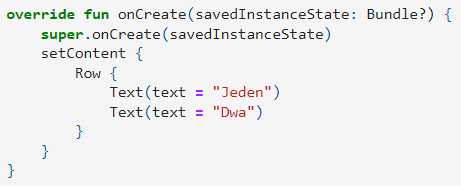 override fun onCreate(savedInstanceState: Bundle?) {
    super.onCreate(savedInstanceState)
    setContent {
        Row {
            Text(text = "Jeden")
            Text(text = "Dwa")
        }
    }
}